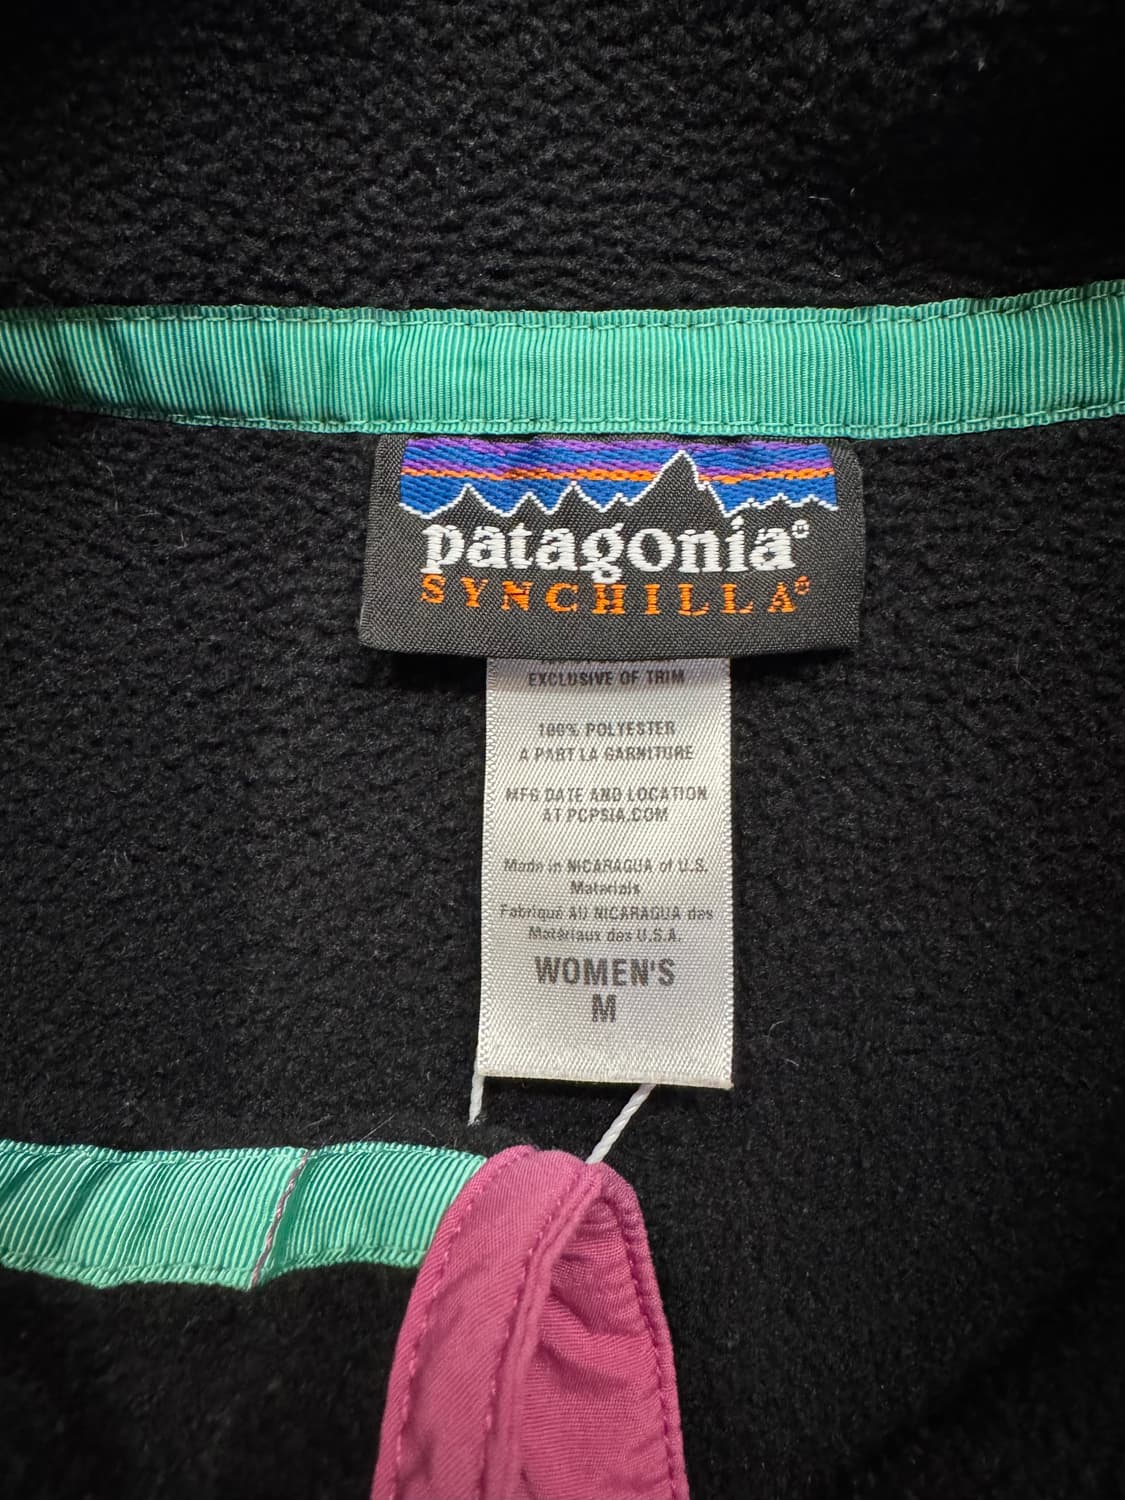 patagonia®
SYNCHILLA®
EXCLUSIVE OF TRIM
100% POLYESTER
A PART LA GARNITURE
MFG DATE AND LOCATION
AT PCPSIA.COM
Made in NICARAGUA of U.S.
Materials
Fabriqué AU NICARAGUA des
Matériaux des U.S.A.
WOMEN'S
M